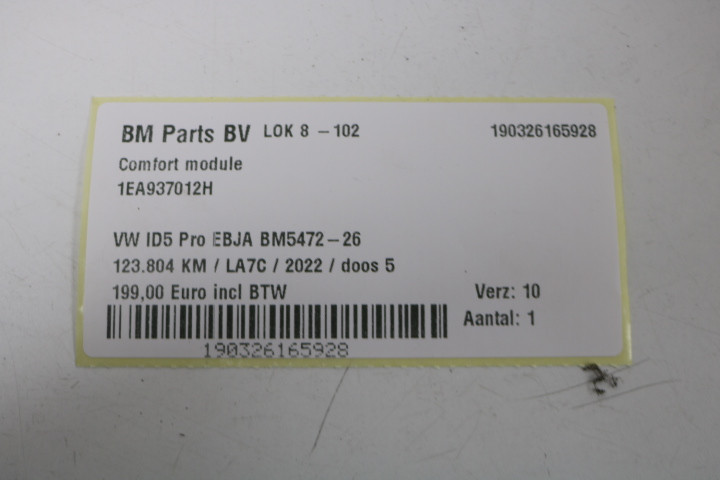 BM Parts BV LOK 8 - 102 190326165928
Comfort module
1EA937012H
VW ID5 Pro EBJA BM5472-26
123.804 KM / LA7C / 2022 / doos 5
199,00 Euro incl BTW Verz: 10
Aantal: 1
190326165928